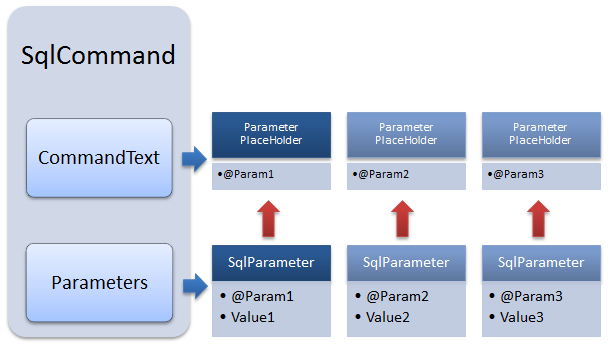 SqlCommand
CommandText
Parameter
PlaceHolder
•@Param1
Parameter
PlaceHolder
•@Param2
Parameter
PlaceHolder
•@Param3
Parameters
SqlParameter
• @Param1
• Value1
SqlParameter
• @Param2
• Value2
SqlParameter
• @Param3
• Value3